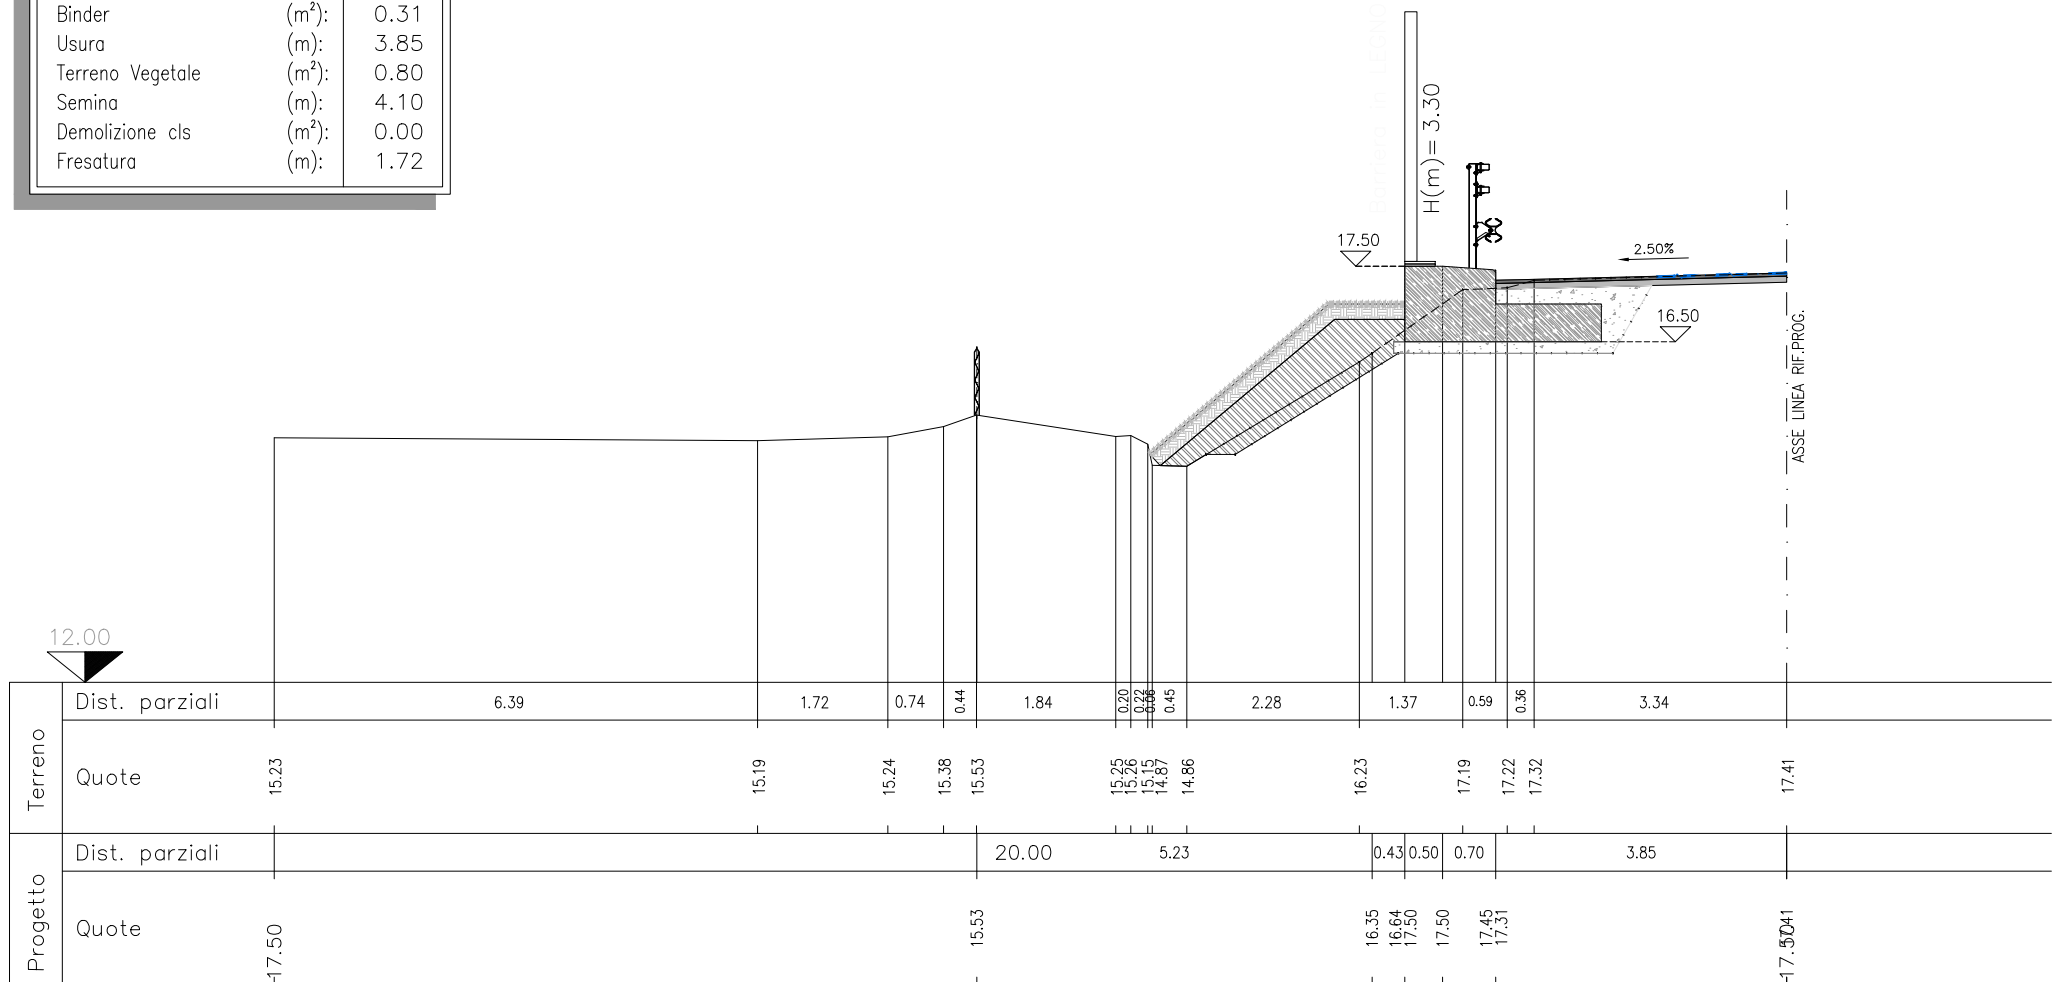 Binder (m²): 0.31
Usura (m): 3.85
Terreno Vegetale (m²): 0.80
Semina (m): 4.10
Demolizione cls (m²): 0.00
Fresatura (m): 1.72
H(m)= 3.30
17.50
2.50%
16.50
ASSE LINEA RIF.PROG.
12.00
Terreno
Dist. parziali 6.39 1.72 0.74 0.44 1.84 0.20 0.22 0.06 0.45 2.28 1.37 0.59 0.36 3.34
Quote 15.23 15.19 15.24 15.38 15.53 15.25 15.26 15.15 14.87 14.86 16.23 17.19 17.22 17.32 17.41
Progetto
Dist. parziali 20.00 5.23 0.43 0.50 0.70 3.85
Quote -17.50 15.53 16.35 16.64 17.50 17.50 17.45 17.31 17.41